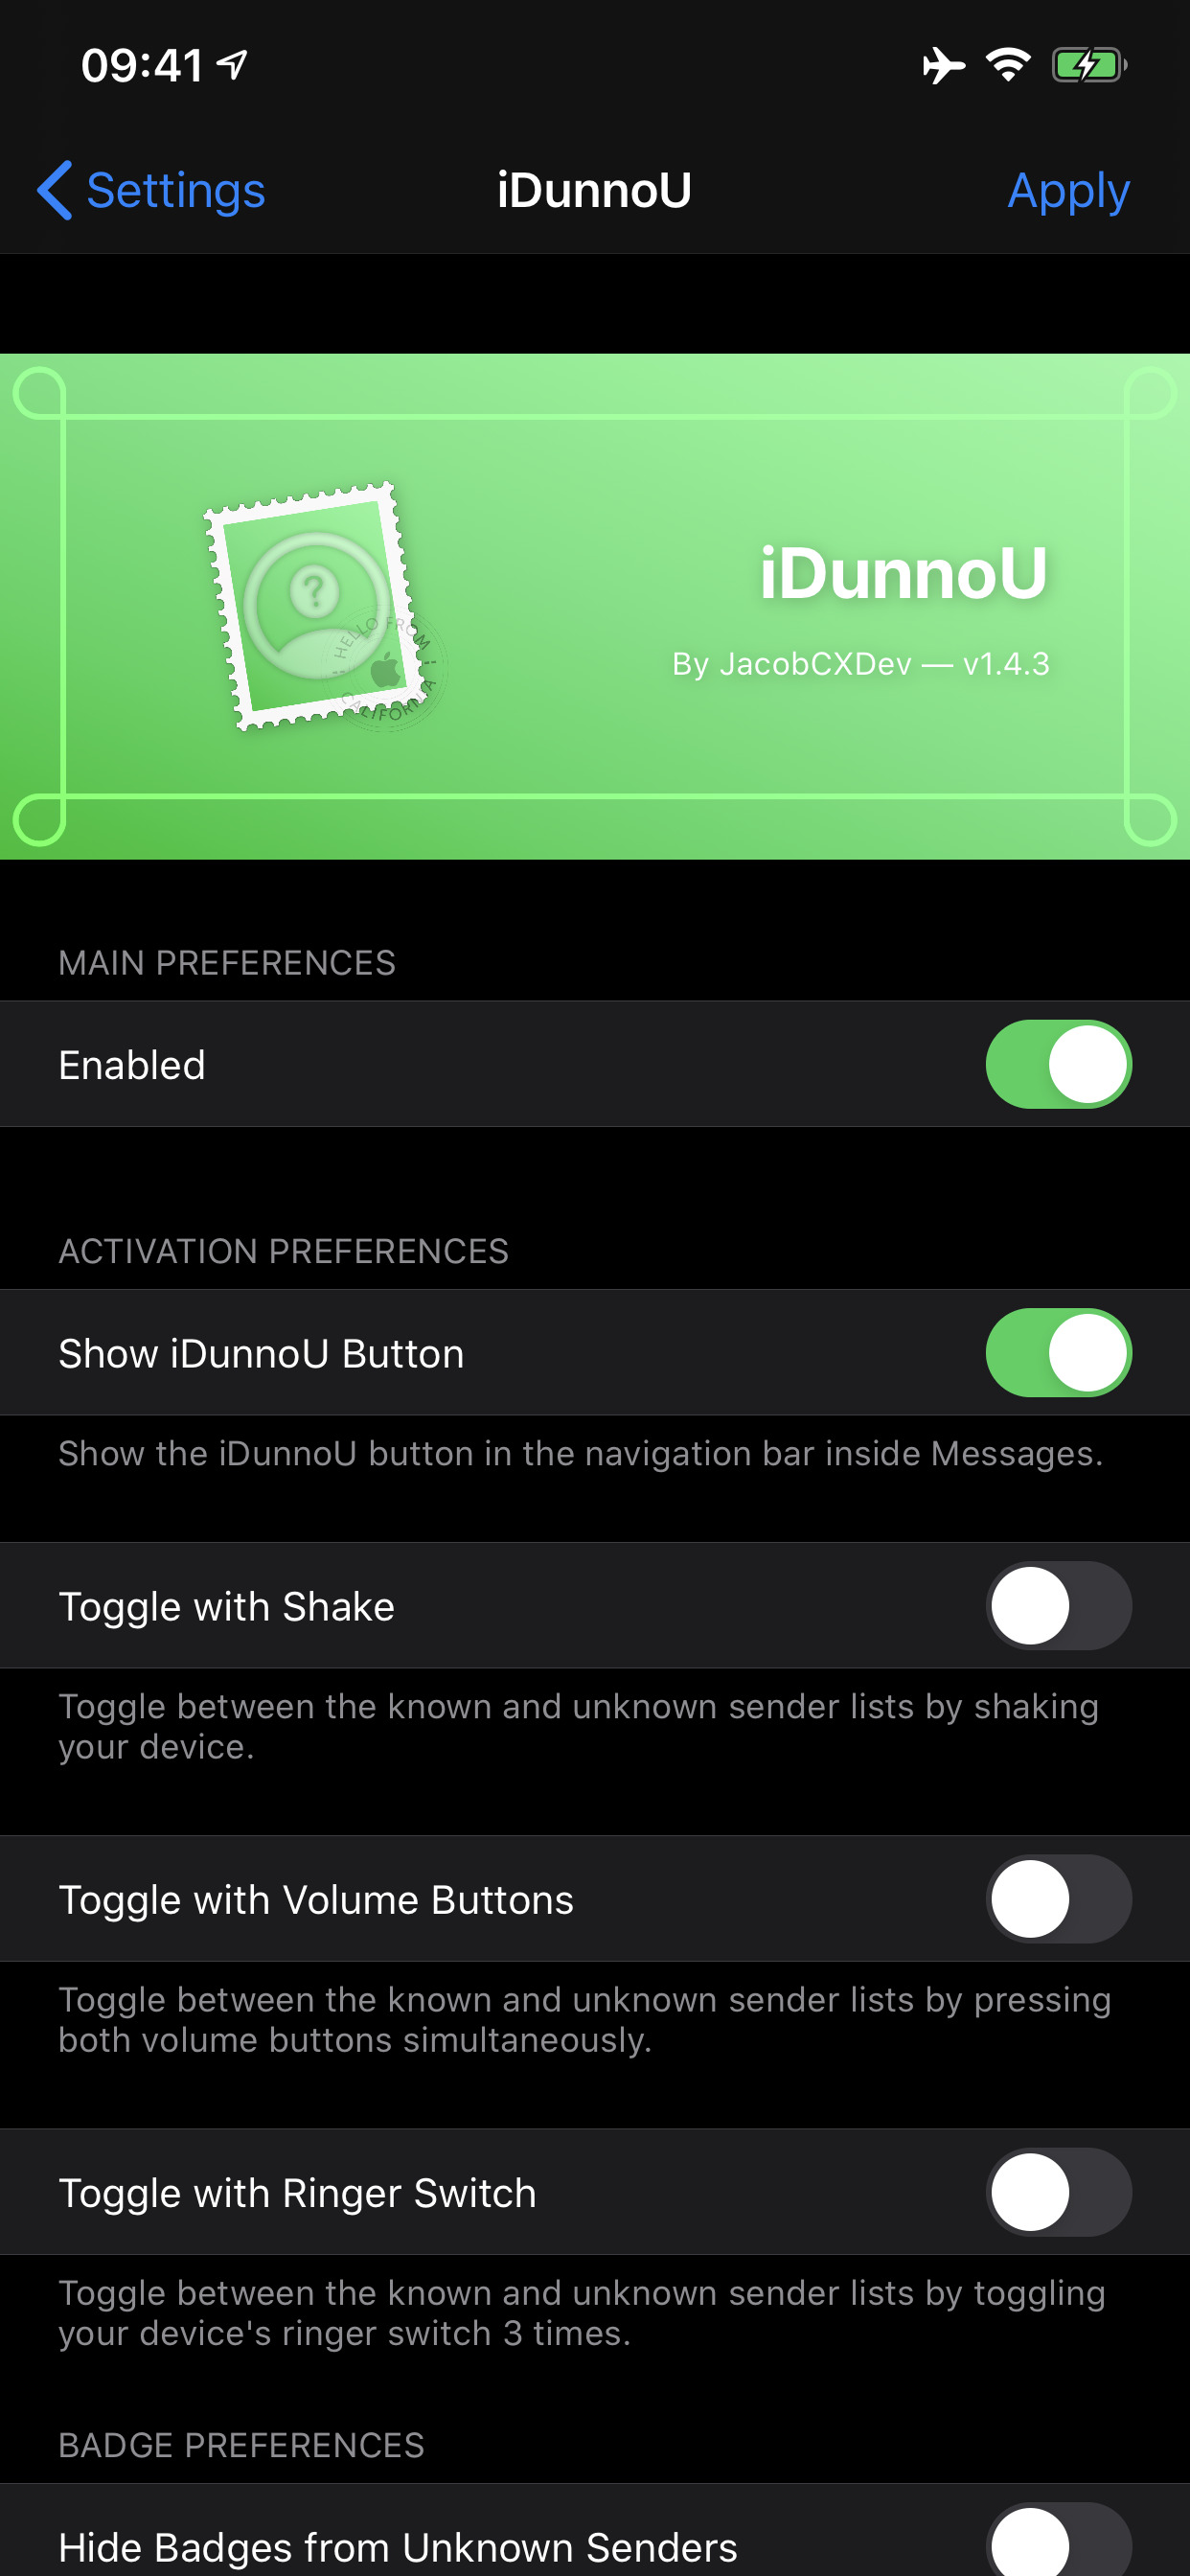 09:41
Settings
iDunnoU
Apply
?
HELLO FROM
CALIFORNIA
iDunnoU
By JacobCXDev — v1.4.3
MAIN PREFERENCES
Enabled
ACTIVATION PREFERENCES
Show iDunnoU Button
Show the iDunnoU button in the navigation bar inside Messages.
Toggle with Shake
Toggle between the known and unknown sender lists by shaking
your device.
Toggle with Volume Buttons
Toggle between the known and unknown sender lists by pressing
both volume buttons simultaneously.
Toggle with Ringer Switch
Toggle between the known and unknown sender lists by toggling
your device's ringer switch 3 times.
BADGE PREFERENCES
Hide Badges from Unknown Senders